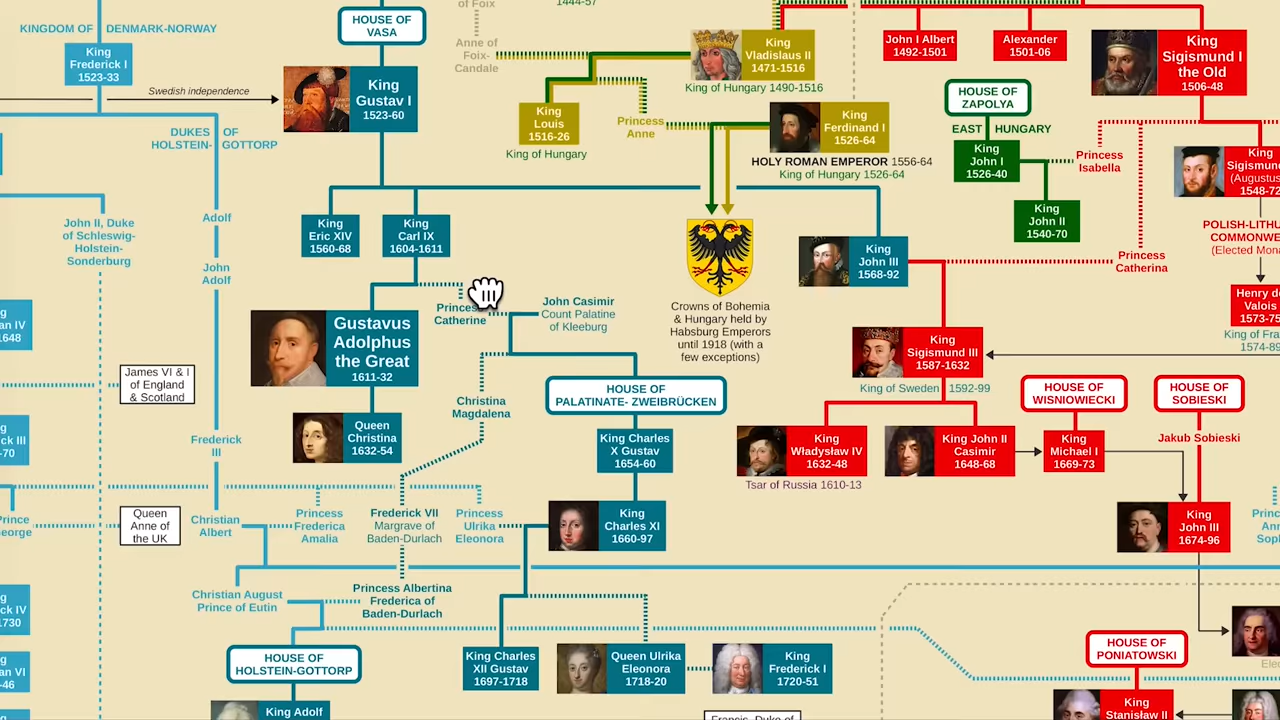 of Foix
1444-57
KINGDOM OF DENMARK-NORWAY
HOUSE OF
VASA
King
Frederick I
1523-33
Swedish independence
King
Gustav I
1523-60
Anne of
Foix-
Candale
King
Vladislaus II
1471-1516
King of Hungary 1490-1516
John I Albert
1492-1501
Alexander
1501-06
King
Sigismund I
the Old
1506-48
HOUSE OF
ZAPOLYA
EAST HUNGARY
King
Louis
1516-26
King of Hungary
Princess
Anne
King
Ferdinand I
1526-64
HOLY ROMAN EMPEROR 1556-64
King of Hungary 1526-64
King
John I
1526-40
Princess
Isabella
King
Sigismun
(Augustus
1548-72
DUKES OF
HOLSTEIN- GOTTORP
King
John II
1540-70
John II, Duke
of Schleswig-
Holstein-
Sonderburg
Adolf
King
Eric XIV
1560-68
King
Carl IX
1604-1611
King
John III
1568-92
Princess
Catherina
POLISH-LITHU
COMMONWE
(Elected Mona
John
Adolf
Princess
Catherine
John Casimir
Count Palatine
of Kleeburg
Crowns of Bohemia
& Hungary held by
Habsburg Emperors
until 1918 (with a
few exceptions)
Henry de
Valois
1573-75
King of Fra
1574-89
an IV
1648
Gustavus
Adolphus
the Great
1611-32
King
Sigismund III
1587-1632
King of Sweden 1592-99
James VI & I
of England
& Scotland
HOUSE OF
PALATINATE- ZWEIBRÜCKEN
HOUSE OF
WISNIOWIECKI
HOUSE OF
SOBIESKI
Christina
Magdalena
Queen
Christina
1632-54
Frederick
III
King Charles
X Gustav
1654-60
King
Władysław IV
1632-48
Tsar of Russia 1610-13
King John II
Casimir
1648-68
King
Michael I
1669-73
Jakub Sobieski
g
k III
-70
Prince
eorge
Queen
Anne of
the UK
Christian
Albert
Princess
Frederica
Amalia
Frederick VII
Margrave of
Baden-Durlach
Princess
Ulrika
Eleonora
King
Charles XI
1660-97
King
John III
1674-96
Princ
Ann
Soph
g
ck IV
1730
Christian August
Prince of Eutin
Princess Albertina
Frederica of
Baden-Durlach
HOUSE OF
HOLSTEIN-GOTTORP
King Charles
XII Gustav
1697-1718
Queen Ulrika
Eleonora
1718-20
King
Frederick I
1720-51
HOUSE OF
PONIATOWSKI
Elec
g
an VI
-46
King Adolf
Francis, Duke of
King
Stanisław II